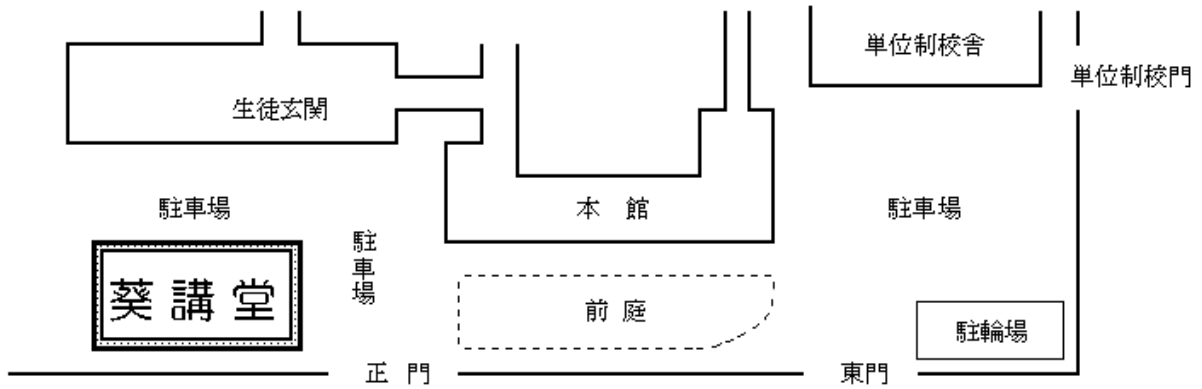 単位制校舎
単位制校門
生徒玄関
駐車場
本 館
駐車場
駐車場
葵講堂
前 庭
駐輪場
正 門
東門